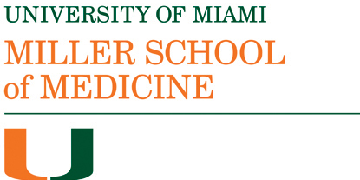 UNIVERSITY OF MIAMI
MILLER SCHOOL
of MEDICINE
U